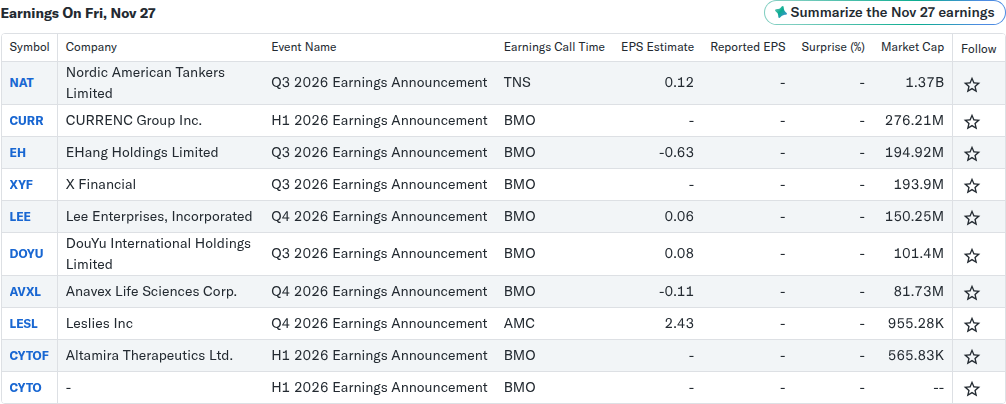 Earnings On Fri, Nov 27
Summarize the Nov 27 earnings
Symbol Company Event Name Earnings Call Time EPS Estimate Reported EPS Surprise (%) Market Cap Follow
NAT Nordic American Tankers Limited Q3 2026 Earnings Announcement TNS 0.12 - - 1.37B
CURR CURRENC Group Inc. H1 2026 Earnings Announcement BMO - - - 276.21M
EH EHang Holdings Limited Q3 2026 Earnings Announcement BMO -0.63 - - 194.92M
XYF X Financial Q3 2026 Earnings Announcement BMO - - - 193.9M
LEE Lee Enterprises, Incorporated Q4 2026 Earnings Announcement BMO 0.06 - - 150.25M
DOYU DouYu International Holdings Limited Q3 2026 Earnings Announcement BMO 0.08 - - 101.4M
AVXL Anavex Life Sciences Corp. Q4 2026 Earnings Announcement BMO -0.11 - - 81.73M
LESL Leslies Inc Q4 2026 Earnings Announcement AMC 2.43 - - 955.28K
CYTOF Altamira Therapeutics Ltd. H1 2026 Earnings Announcement BMO - - - 565.83K
CYTO - H1 2026 Earnings Announcement BMO - - - --